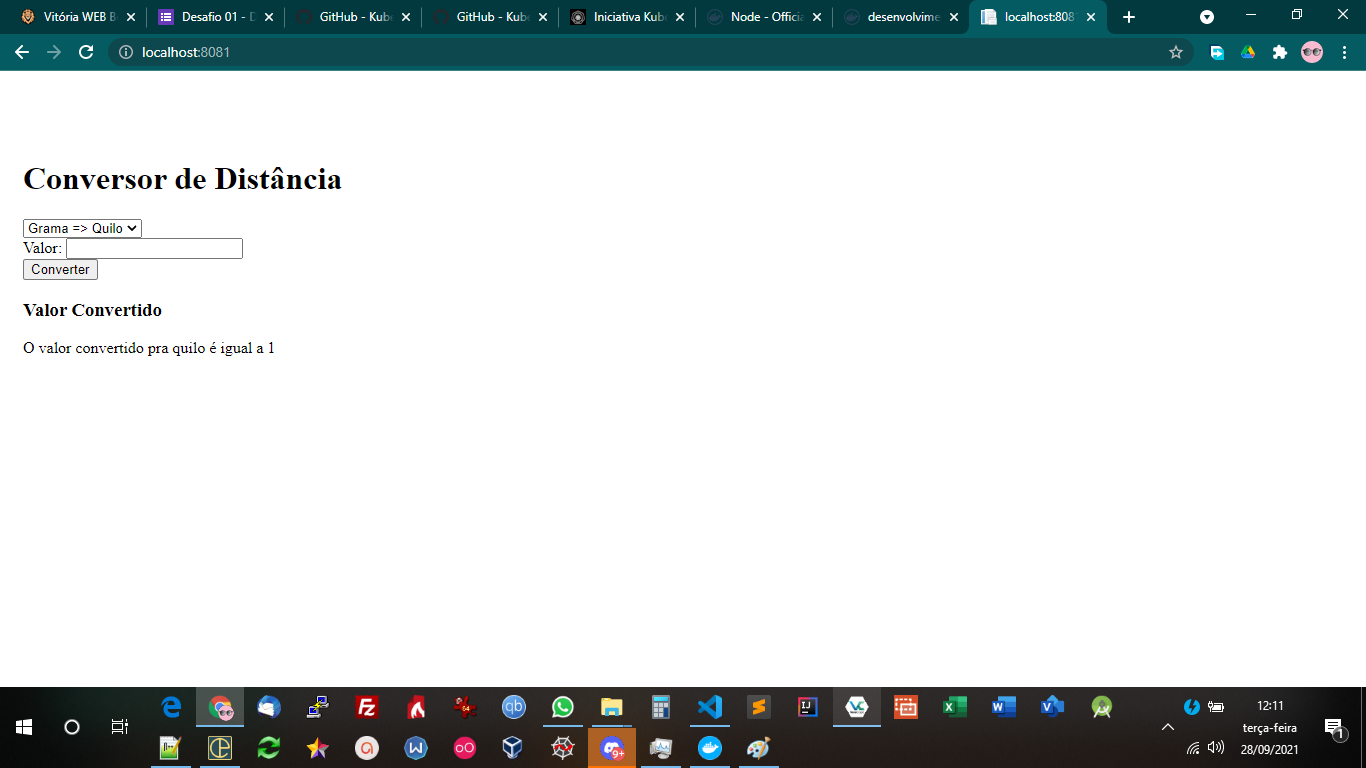 Vitória WEB B
Desafio 01 - D
GitHub - Kube
GitHub - Kube
Iniciativa Kub
Node - Officia
desenvolvime
localhost:808
localhost:8081
Conversor de Distância
Grama => Quilo
Valor:
Converter
Valor Convertido
O valor convertido pra quilo é igual a 1
12:11
terça-feira
28/09/2021
1
9+